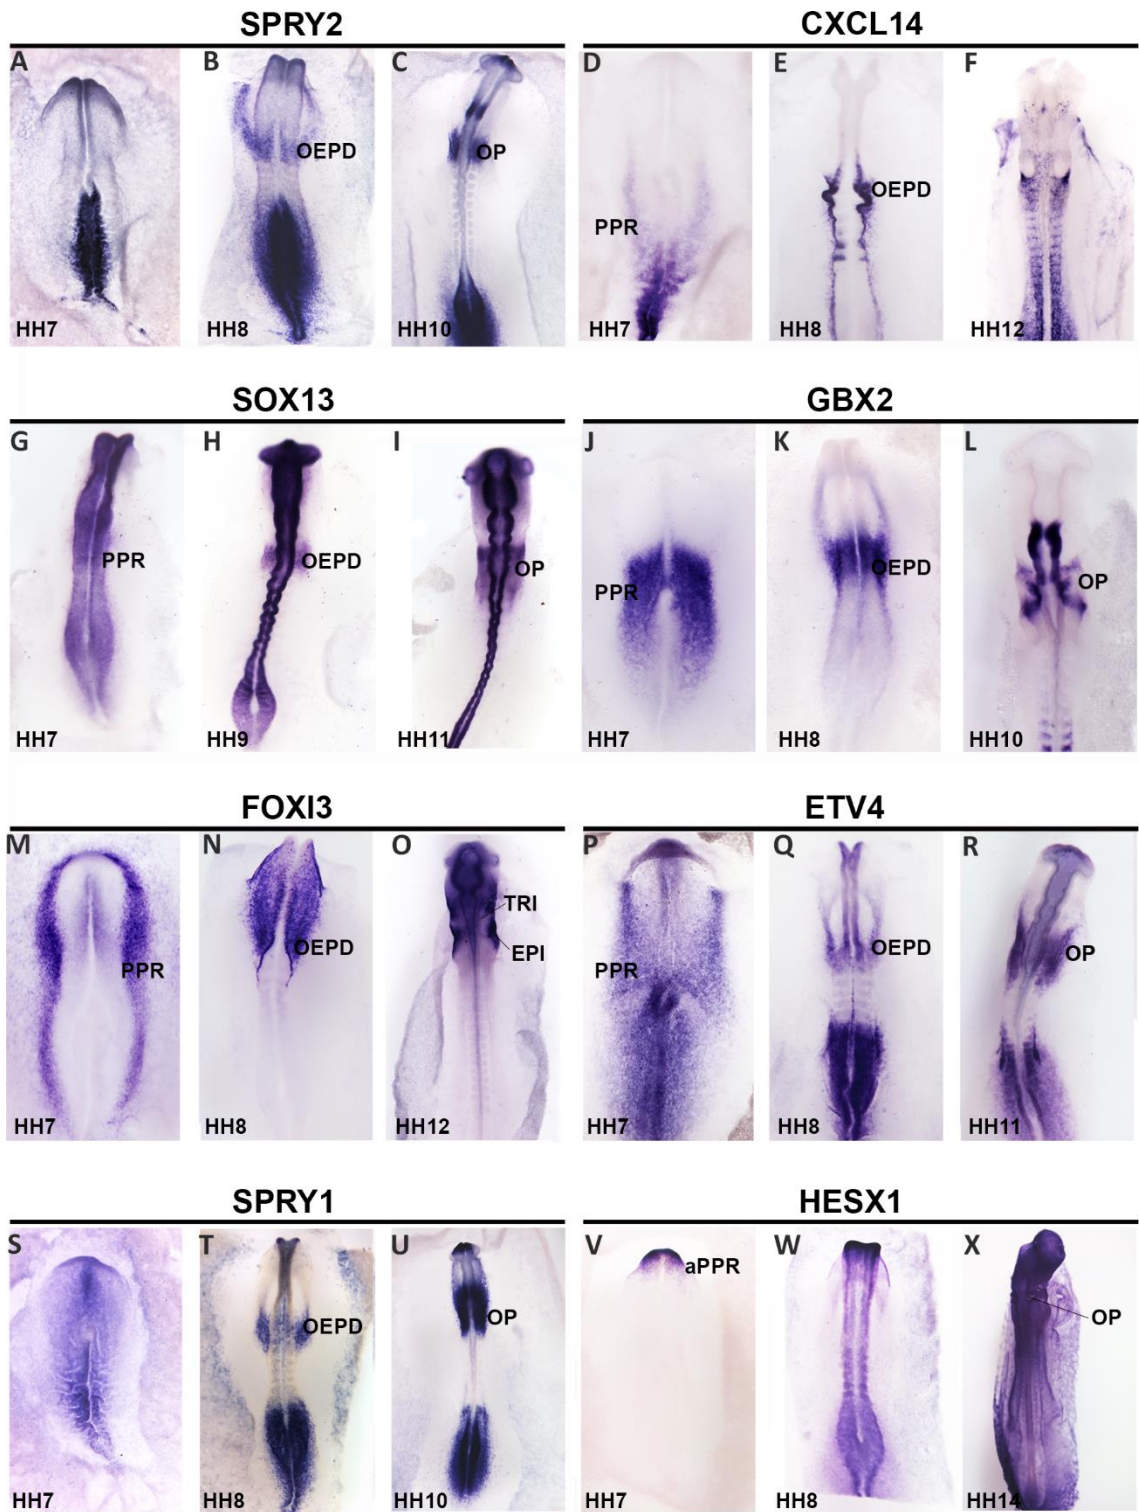 SPRY2 CXCL14
A B C D E F
OEPD OP PPR OEPD
HH7 HH8 HH10 HH7 HH8 HH12
SOX13 GBX2
G H I J K L
PPR OEPD OP PPR OEPD OP
HH7 HH9 HH11 HH7 HH8 HH10
FOXI3 ETV4
M N O P Q R
TRI
PPR OEPD EPI PPR OEPD OP
HH7 HH8 HH12 HH7 HH8 HH11
SPRY1 HESX1
S T U V W X
aPPR
OEPD OP OP
HH7 HH8 HH10 HH7 HH8 HH14